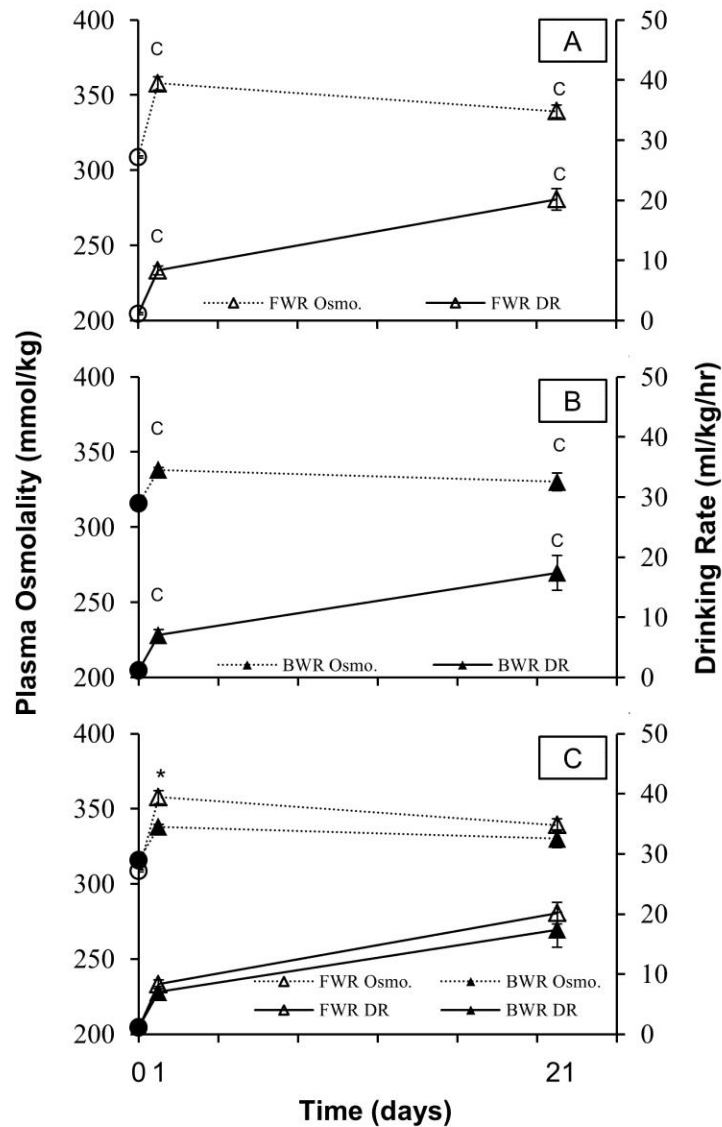 400
350
300
250
200
50
40
30
20
10
0
A
C
C
C
C
FWR Osmo.
FWR DR
400
350
300
250
200
50
40
30
20
10
0
B
C
C
C
C
BWR Osmo.
BWR DR
400
350
300
250
200
50
40
30
20
10
0
C
*
FWR Osmo.
BWR Osmo.
FWR DR
BWR DR
0 1
21
Time (days)
Plasma Osmolality (mmol/kg)
Drinking Rate (ml/kg/hr)